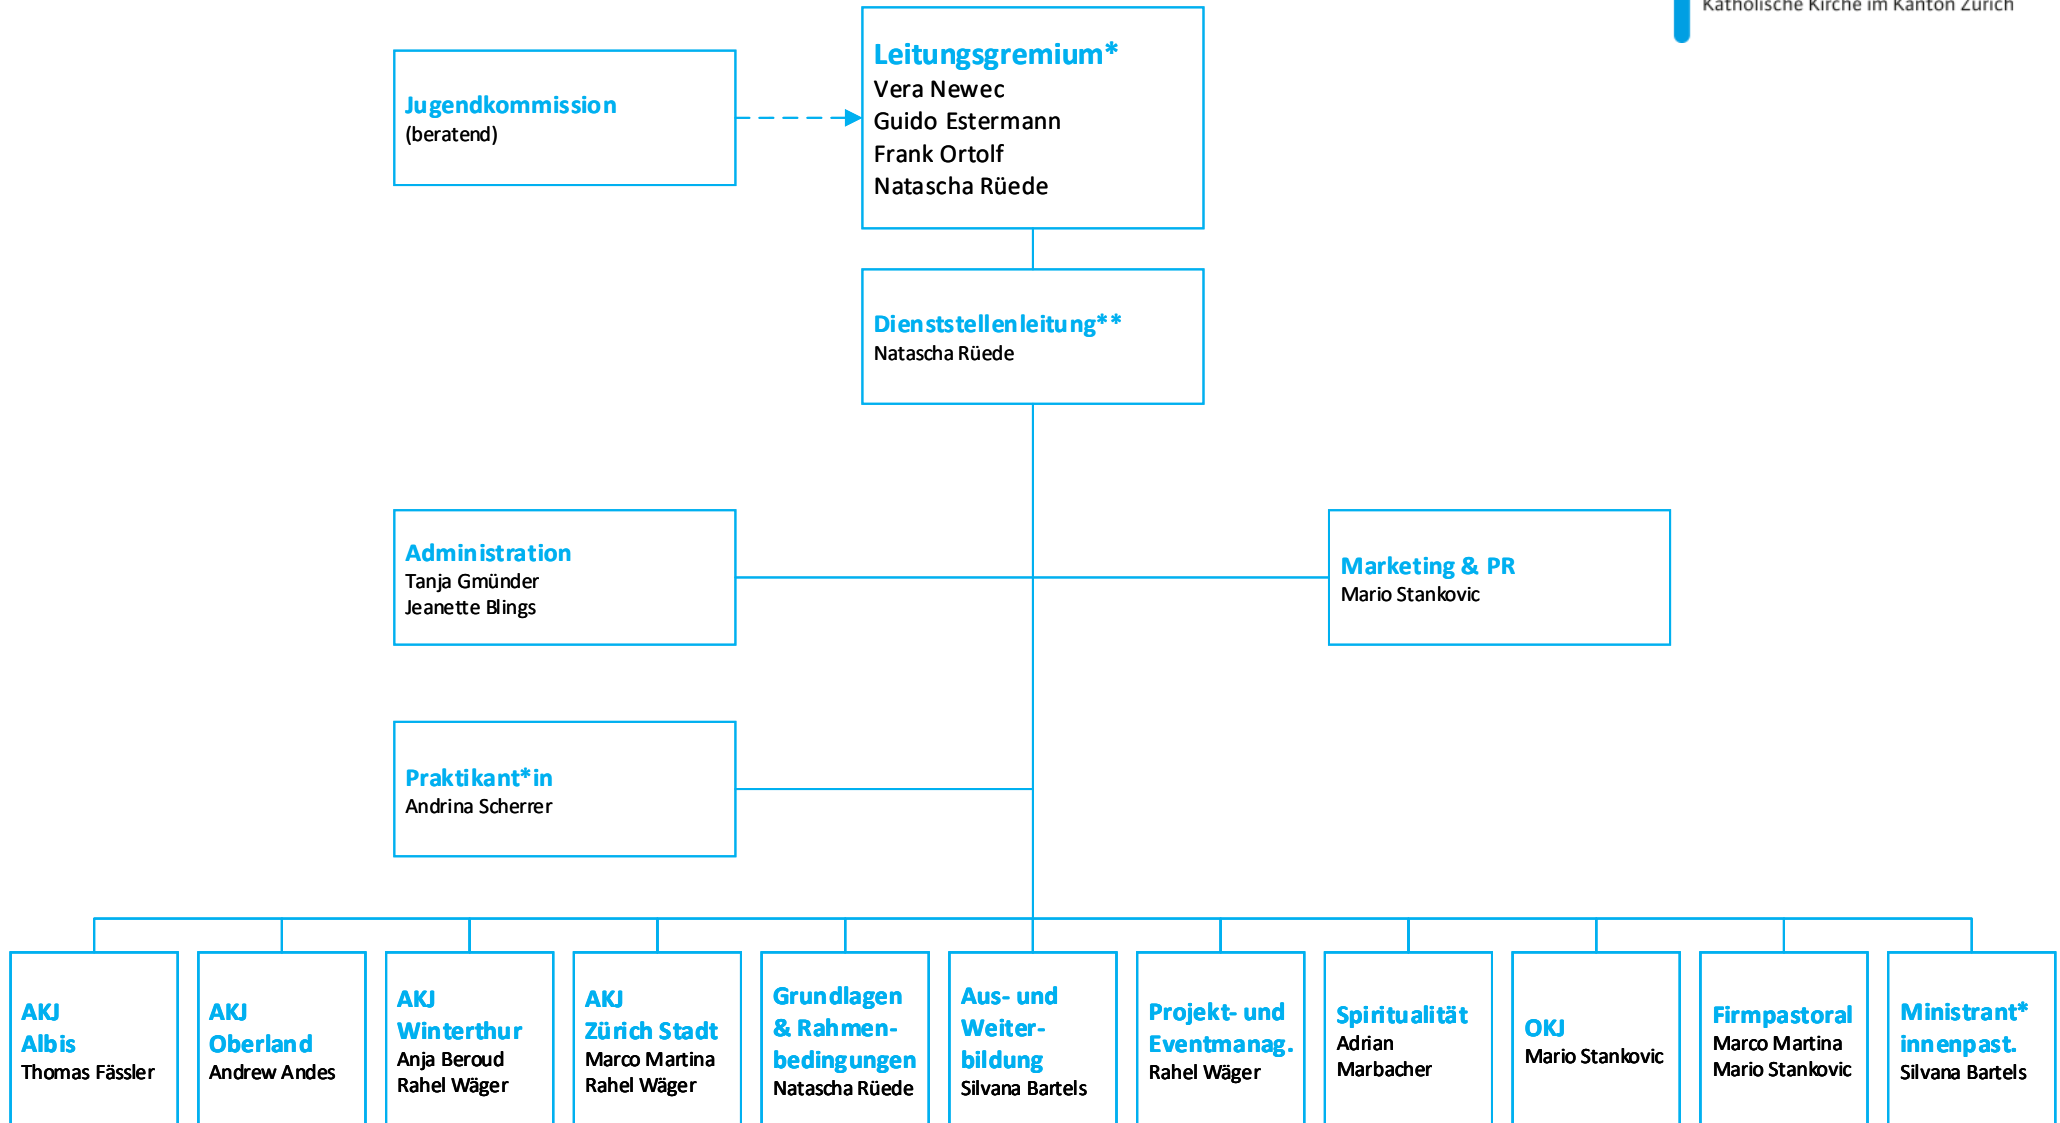 Katholische Kirche im Kanton Zürich
Leitungsgremium*
Vera Newec
Guido Estermann
Frank Ortolf
Natascha Rüede
Jugendkommission
(beratend)
Dienststellenleitung**
Natascha Rüede
Administration
Tanja Gmünder
Jeanette Blings
Marketing & PR
Mario Stankovic
Praktikant*in
Andrina Scherrer
AKJ
Albis
Thomas Fässler
AKJ
Oberland
Andrew Andes
AKJ
Winterthur
Anja Beroud
Rahel Wäger
AKJ
Zürich Stadt
Marco Martina
Rahel Wäger
Grundlagen
& Rahmen-
bedingungen
Natascha Rüede
Aus- und
Weiter-
bildung
Silvana Bartels
Projekt- und
Eventmanag.
Rahel Wäger
Spiritualität
Adrian
Marbacher
OKJ
Mario Stankovic
Firmpastoral
Marco Martina
Mario Stankovic
Ministrant*
innenpast.
Silvana Bartels